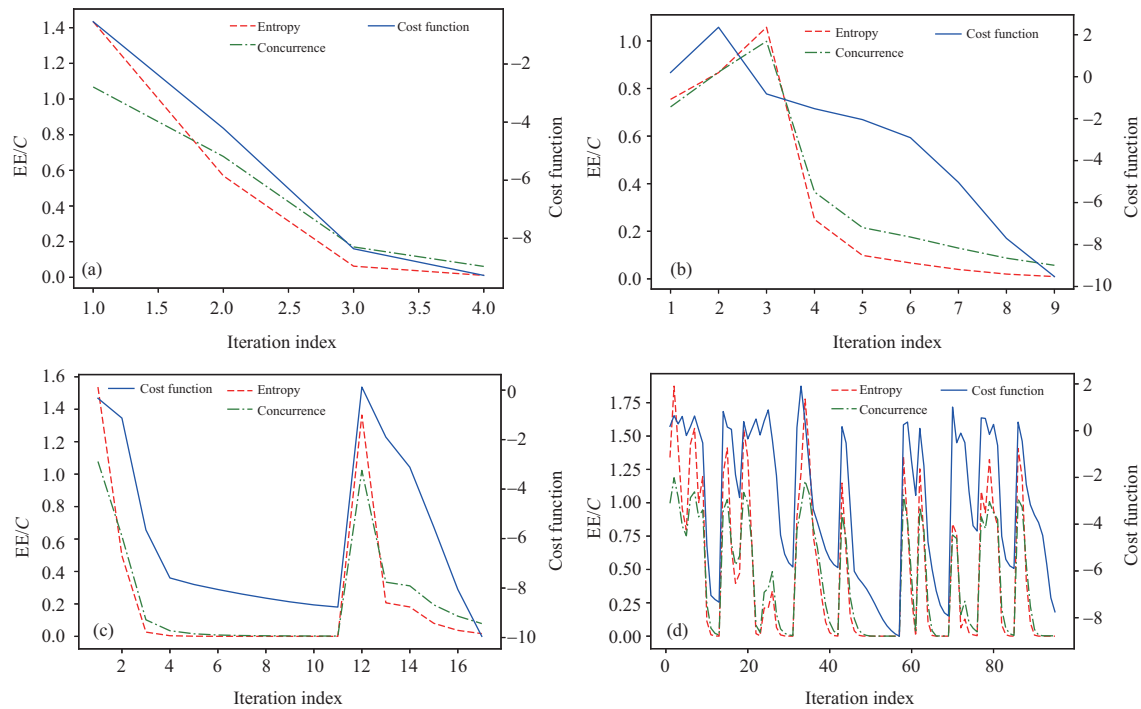 Entropy
Concurrence
Cost function
EE/C
1.4
1.2
1.0
0.8
0.6
0.4
0.2
0.0
−2
−4
−6
−8
Cost function
(a)
1.0 1.5 2.0 2.5 3.0 3.5 4.0
Iteration index
Entropy
Concurrence
Cost function
EE/C
1.0
0.8
0.6
0.4
0.2
0.0
2
0
−2
−4
−6
−8
−10
Cost function
(b)
1 2 3 4 5 6 7 8 9
Iteration index
Cost function
Entropy
Concurrence
EE/C
1.6
1.4
1.2
1.0
0.8
0.6
0.4
0.2
0.0
0
−2
−4
−6
−8
−10
Cost function
(c)
2 4 6 8 10 12 14 16
Iteration index
Entropy
Concurrence
Cost function
EE/C
1.75
1.50
1.25
1.00
0.75
0.50
0.25
0.00
2
0
−2
−4
−6
−8
Cost function
(d)
0 20 40 60 80
Iteration index